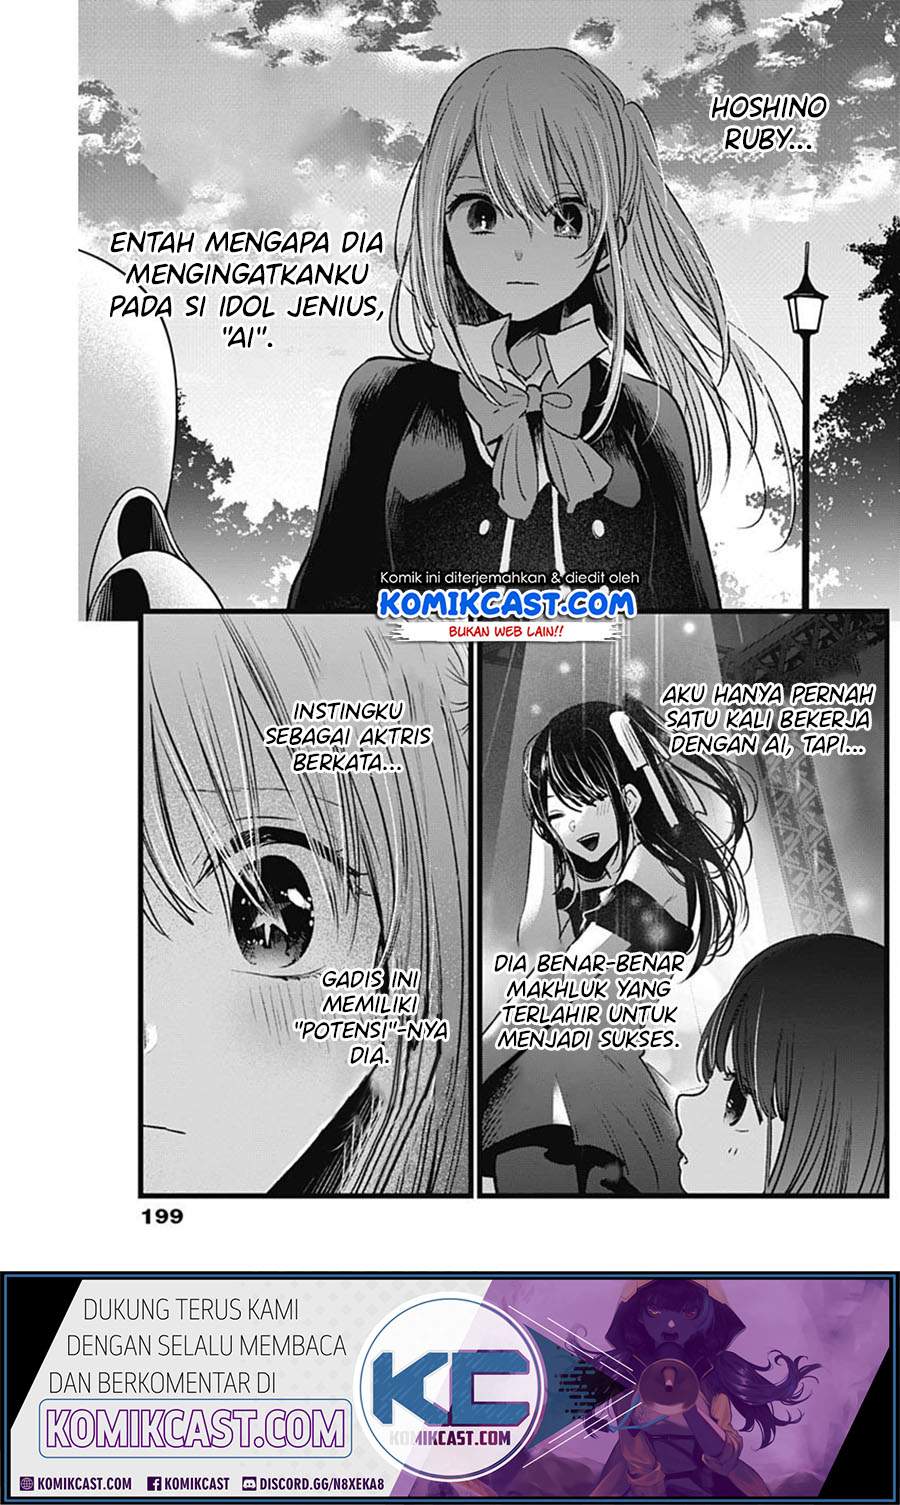 HOSHINO
RUBY...
ENTAH MENGAPA DIA
MENGINGATKANKU
PADA SI IDOL JENIUS,
"AI".
Komik ini diterjemahkan & diedit oleh
KOMIKCAST.COM
BUKAN WEB LAIN!!
AKU HANYA PERNAH
SATU KALI BEKERJA
DENGAN AI, TAPI...
DIA BENAR-BENAR
MAKHLUK YANG
TERLAHIR UNTUK
MENJADI SUKSES.
INSTINGKU
SEBAGAI AKTRIS
BERKATA...
GADIS INI
MEMILIKI
"POTENSI"-NYA
DIA.
199
DUKUNG TERUS KAMI
DENGAN SELALU MEMBACA
DAN BERKOMENTAR DI
KOMIKCAST.COM
KOMIKCAST.COM KOMIKCAST DISCORD.GG/N8XEKA8
KC
KOMIKCAST.COM